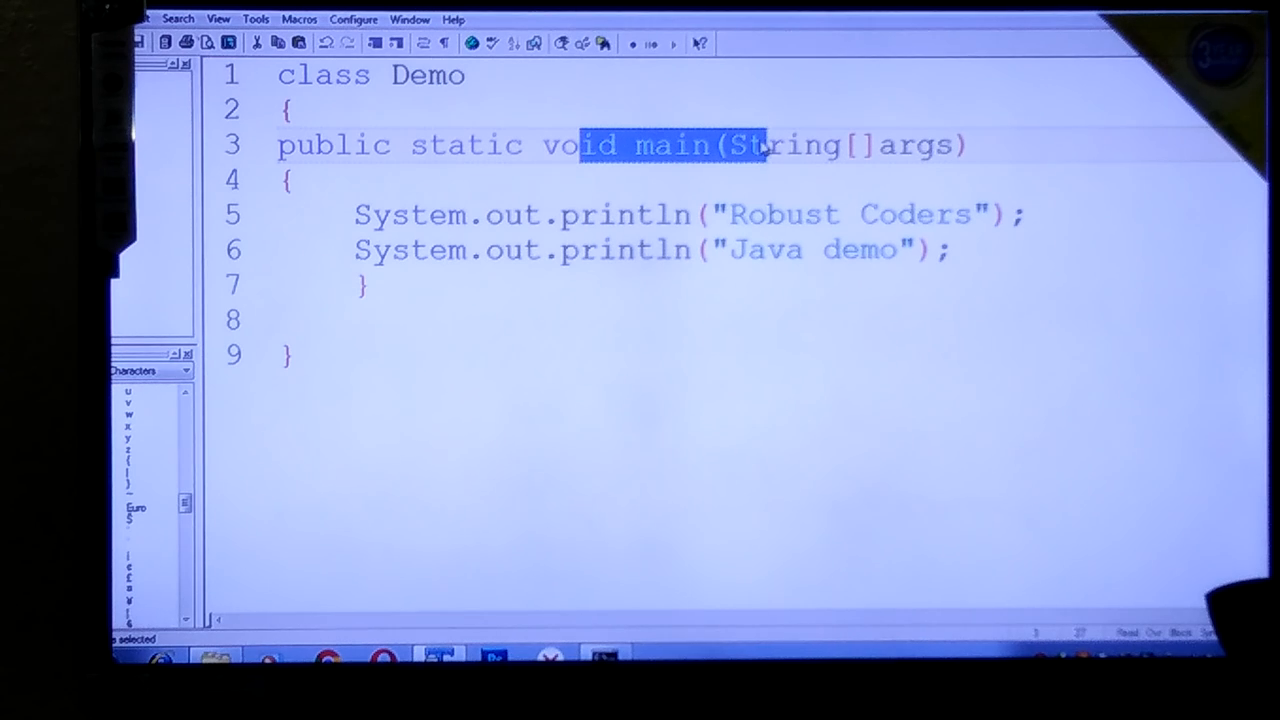 Search View Tools Macros Configure Window Help
1 class Demo
2 {
3 public static void main(String[]args)
4 {
5 System.out.println("Robust Coders");
6 System.out.println("Java demo");
7 }
8
9 }
Characters
u
v
w
x
y
z
{
|
}
~
Euro
selected
3 27 Read Ovr Block